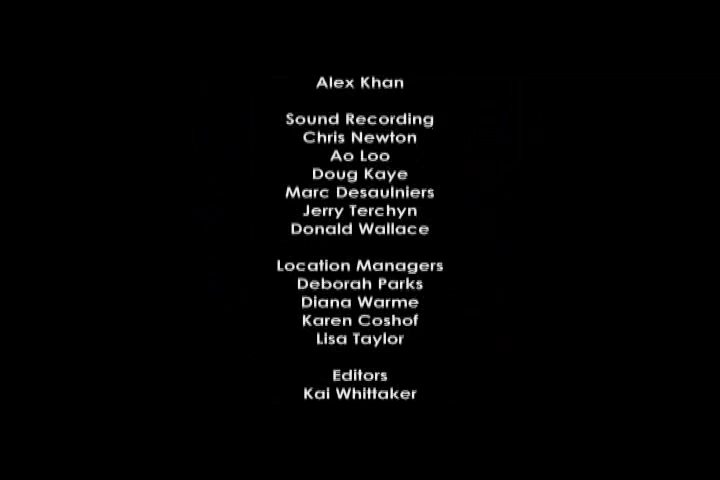 Alex Khan
Sound Recording
Chris Newton
Ao Loo
Doug Kaye
Marc Desaulniers
Jerry Terchyn
Donald Wallace
Location Managers
Deborah Parks
Diana Warme
Karen Coshof
Lisa Taylor
Editors
Kai Whittaker